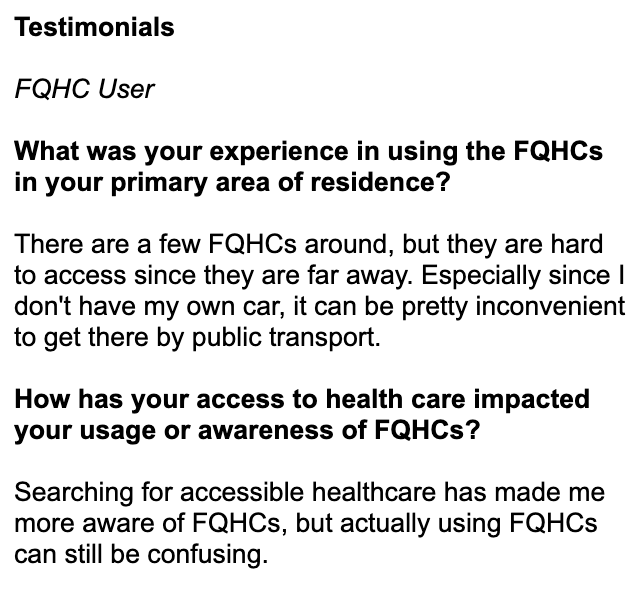 Testimonials
FQHC User
What was your experience in using the FQHCs
in your primary area of residence?
There are a few FQHCs around, but they are hard
to access since they are far away. Especially since I
don't have my own car, it can be pretty inconvenient
to get there by public transport.
How has your access to health care impacted
your usage or awareness of FQHCs?
Searching for accessible healthcare has made me
more aware of FQHCs, but actually using FQHCs
can still be confusing.